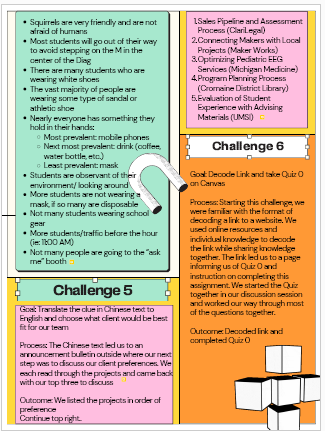 Squirrels are very friendly and are not
afraid of humans
Most students will go out of their way
to avoid stepping on the M in the
center of the Diag
There are many students who are
wearing white shoes
The vast majority of people are
wearing some type of sandal or
athletic shoe
Nearly everyone has something they
hold in their hands:
Most prevalent: mobile phones
Next most prevalent: drink (coffee,
water bottle, etc.)
Least prevalent: mask
Students are observant of their
environment/ looking around
More students are not wearing a
mask, if so many are disposable
Not many students wearing school
gear
More students/traffic before the hour
(ie: 11:00 AM)
Not many people are going to the "ask
me" booth
Challenge 5
Goal: Translate the clue in Chinese text to
English and choose what client would be best
fit for our team
Process: The Chinese text led us to an
announcement bulletin outside where our next
step was to discuss our client preferences. We
each read through the projects and came back
with our top three to discuss
Outcome: We listed the projects in order of
preference
Continue top right..
1.Sales Pipeline and Assessment
Process (ClariLegal)
2.Connecting Makers with Local
Projects (Maker Works)
3.Optimizing Pediatric EEG
Services (Michigan Medicine)
4.Program Planning Process
(Cromaine District Library)
5.Evaluation of Student
Experience with Advising
Materials (UMSI)
Challenge 6
Goal: Decode Link and take Quiz 0
on Canvas
Process: Starting this challenge, we
were familiar with the format of
decoding a link to a website. We
used online resources and
individual knowledge to decode
the link while sharing knowledge
together. The link led us to a page
informing us of Quiz 0 and
instruction on completing this
assignment. We started the Quiz
together in our discussion session
and worked our way through most
of the questions together.
Outcome: Decoded link and
completed Quiz 0